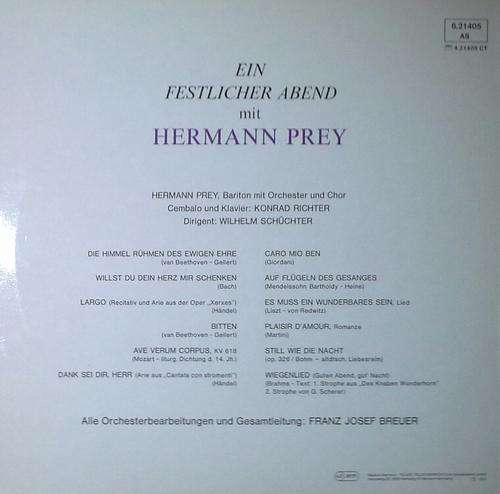 6.21405
AS
4.21405 CT
EIN
FESTLICHER ABEND
mit
HERMANN PREY
HERMANN PREY, Bariton mit Orchester und Chor
Cembalo und Klavier: KONRAD RICHTER
Dirigent: WILHELM SCHÜCHTER
DIE HIMMEL RÜHMEN DES EWIGEN EHRE
(van Beethoven - Gellert)
WILLST DU DEIN HERZ MIR SCHENKEN
(Bach)
LARGO (Recitativ und Arie aus der Oper „Xerxes")
(Händel)
BITTEN
(van Beethoven - Gellert)
AVE VERUM CORPUS, KV 618
(Mozart - liturg. Dichtung d. 14. Jh.)
DANK SEI DIR, HERR (Arie aus „Cantata con stromenti")
(Händel)
CARO MIO BEN
(Giordani)
AUF FLÜGELN DES GESANGES
(Mendelssohn Bartholdy - Heine)
ES MUSS EIN WUNDERBARES SEIN, Lied
(Liszt - von Redwitz)
PLAISIR D'AMOUR, Romanze
(Martini)
STILL WIE DIE NACHT
(op. 326 / Bohm – altdtsch. Liebesreim)
WIEGENLIED (Guten Abend, gut' Nacht)
(Brahms - Text: 1. Strophe aus „Des Knaben Wunderhorn"
2. Strophe von G. Scherer)
Alle Orchesterbearbeitungen und Gesamtleitung: FRANZ JOSEF BREUER